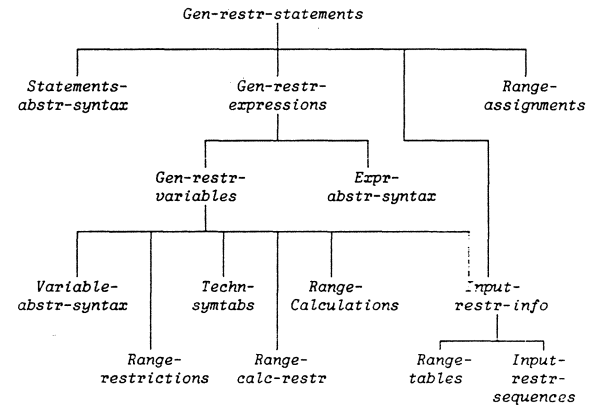 Gen-restr-statements
Statements-
abstr-syntax
Gen-restr-
expressions
Range-
assignments
Gen-restr-
variables
Expr-
abstr-syntax
Variable-
abstr-syntax
Techn-
symtabs
Range-
Calculations
Input-
restr-info
Range-
restrictions
Range-
calc-restr
Range-
tables
Input-
restr-
sequences